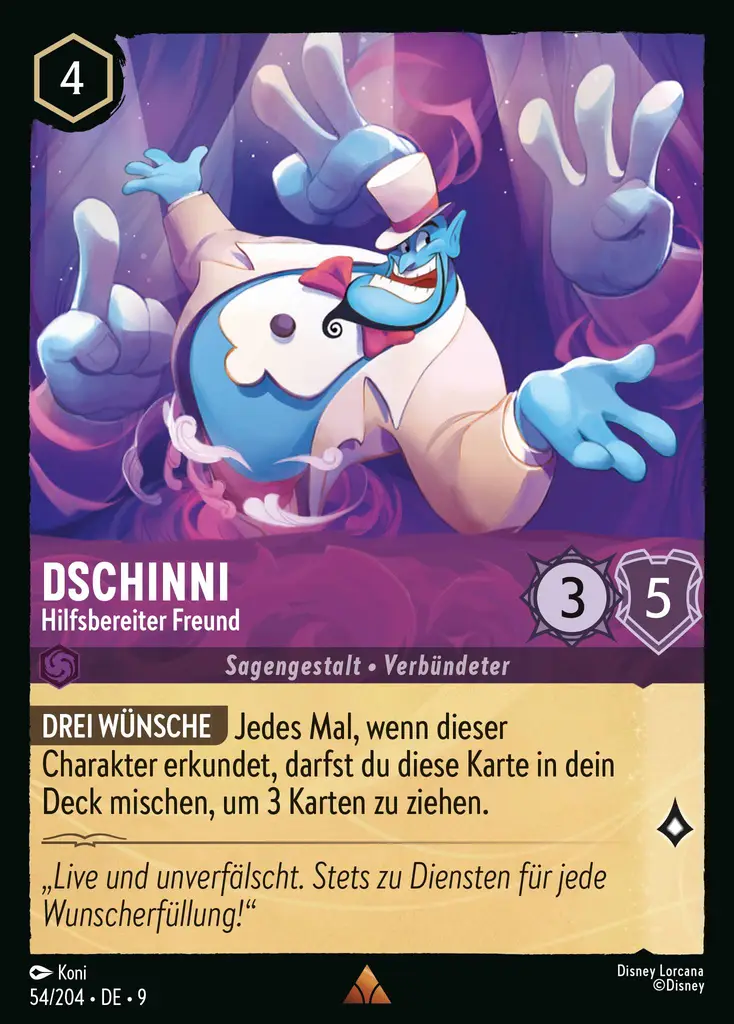 4
DSCHINNI
Hilfsbereiter Freund
3
5
Sagengestalt • Verbündeter
DREI WÜNSCHE Jedes Mal, wenn dieser
Charakter erkundet, darfst du diese Karte in dein
Deck mischen, um 3 Karten zu ziehen.
„Live und unverfälscht. Stets zu Diensten für jede
Wunscherfüllung!“
Koni
54/204 • DE • 9
Disney Lorcana
©Disney